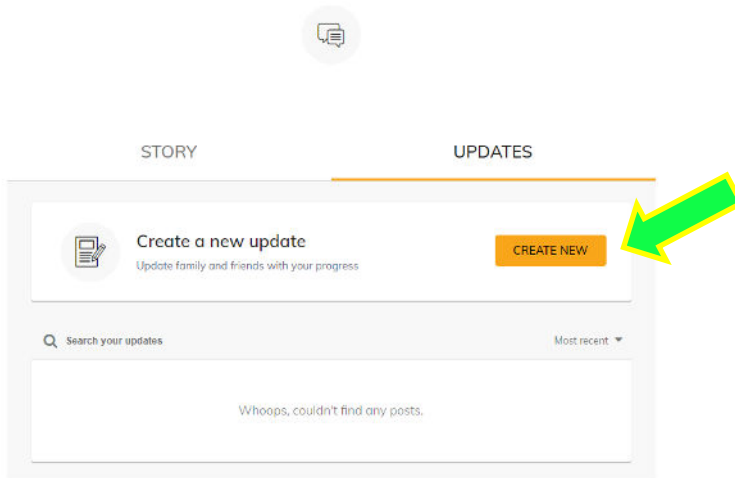 STORY
UPDATES
Create a new update
Update family and friends with your progress
CREATE NEW
Search your updates
Most recent
Whoops, couldn't find any posts.